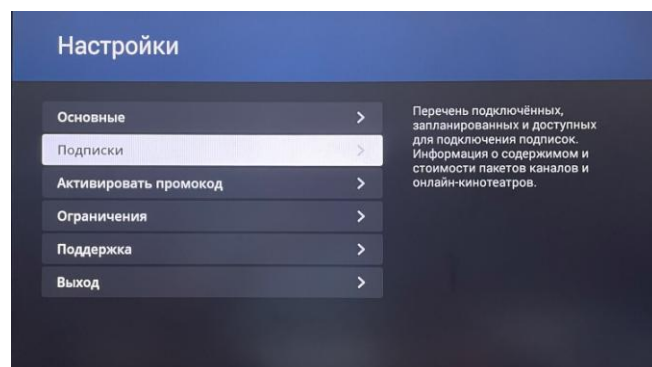 Настройки
Основные
Подписки
Активировать промокод
Ограничения
Поддержка
Выход
Перечень подключённых,
запланированных и доступных
для подключения подписок.
Информация о содержимом и
стоимости пакетов каналов и
онлайн-кинотеатров.